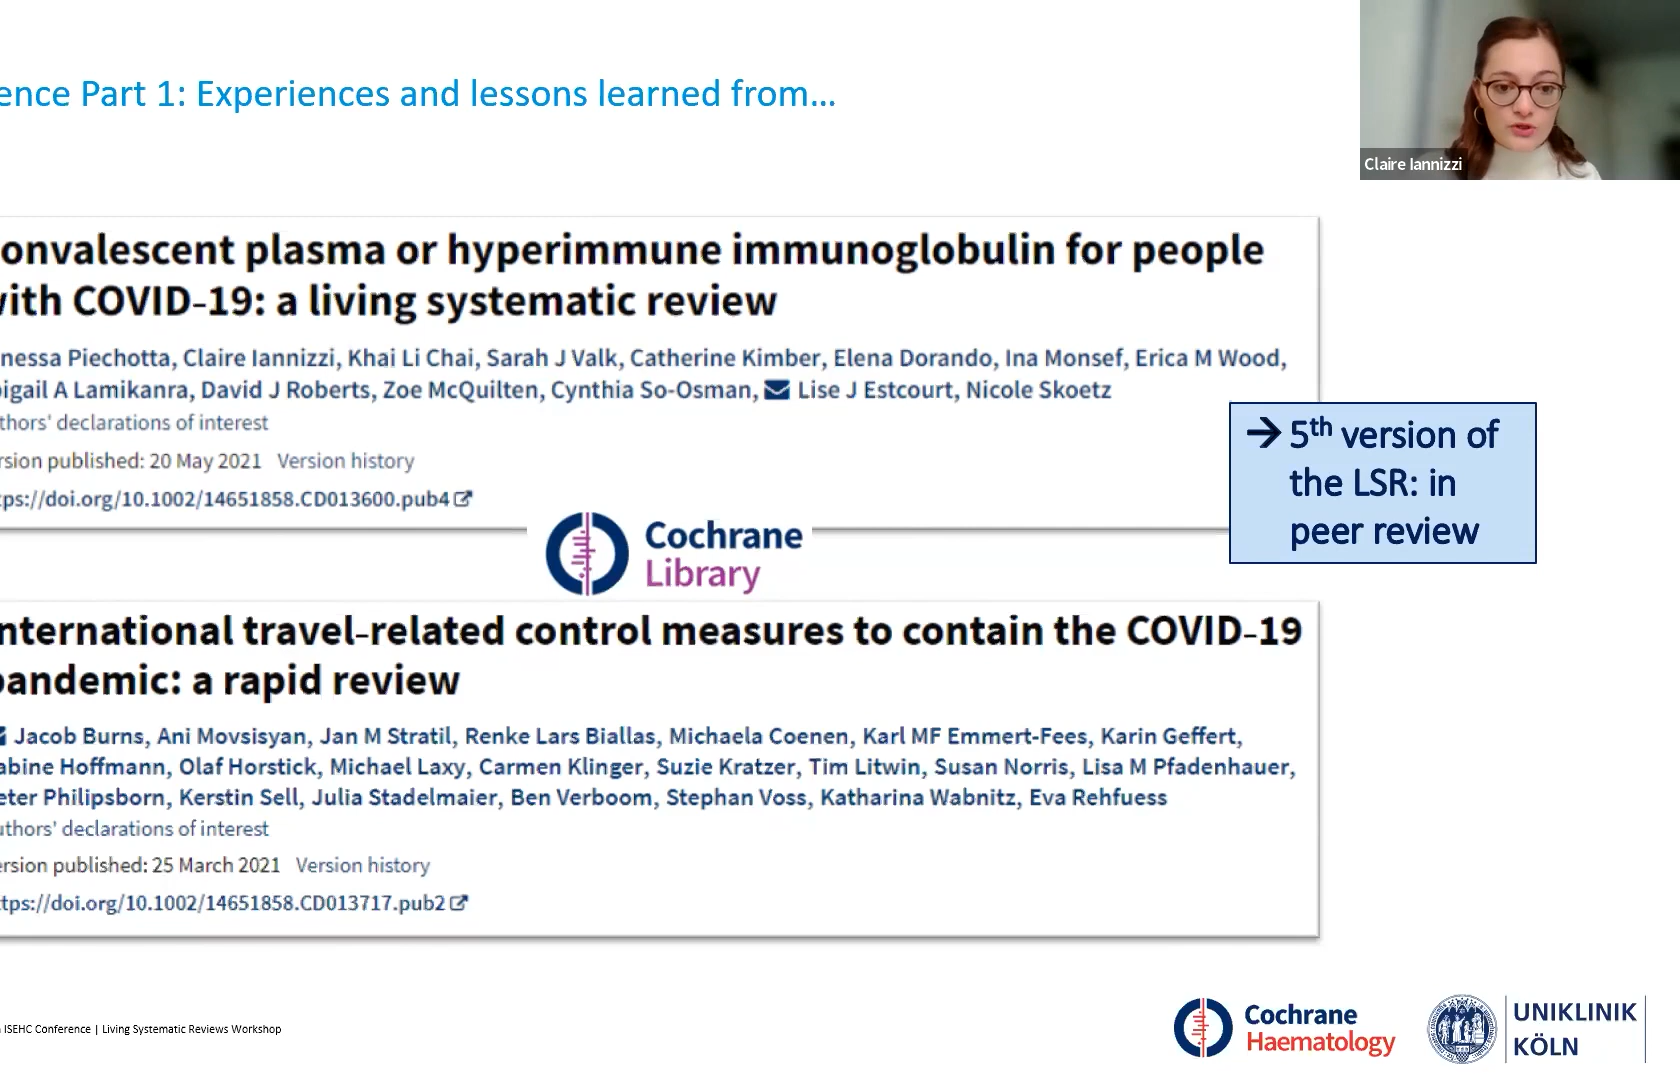 ence Part 1: Experiences and lessons learned from...
Claire Iannizzi
onvalescent plasma or hyperimmune immunoglobulin for people
ith COVID-19: a living systematic review
nessa Piechotta, Claire Iannizzi, Khai Li Chai, Sarah J Valk, Catherine Kimber, Elena Dorando, Ina Monsef, Erica M Wood,
igail A Lamikanra, David J Roberts, Zoe McQuilten, Cynthia So-Osman, Lise J Estcourt, Nicole Skoetz
thors' declarations of interest
rsion published: 20 May 2021 Version history
tps://doi.org/10.1002/14651858.CD013600.pub4
→ 5th version of
the LSR: in
peer review
Cochrane
Library
nternational travel-related control measures to contain the COVID-19
pandemic: a rapid review
Jacob Burns, Ani Movsisyan, Jan M Stratil, Renke Lars Biallas, Michaela Coenen, Karl MF Emmert-Fees, Karin Geffert,
abine Hoffmann, Olaf Horstick, Michael Laxy, Carmen Klinger, Suzie Kratzer, Tim Litwin, Susan Norris, Lisa M Pfadenhauer,
eter Philipsborn, Kerstin Sell, Julia Stadelmaier, Ben Verboom, Stephan Voss, Katharina Wabnitz, Eva Rehfuess
uthors' declarations of interest
ersion published: 25 March 2021 Version history
ttps://doi.org/10.1002/14651858.CD013717.pub2
ISEHC Conference | Living Systematic Reviews Workshop
Cochrane
Haematology
UNIKLINIK
KÖLN